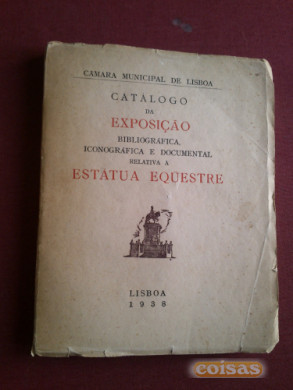 CÂMARA MUNICIPAL DE LISBOA
CATÁLOGO
DA
EXPOSIÇÃO
BIBLIOGRÁFICA,
ICONOGRÁFICA E DOCUMENTAL
RELATIVA À
ESTÁTUA EQUESTRE
LISBOA
1938
coisas